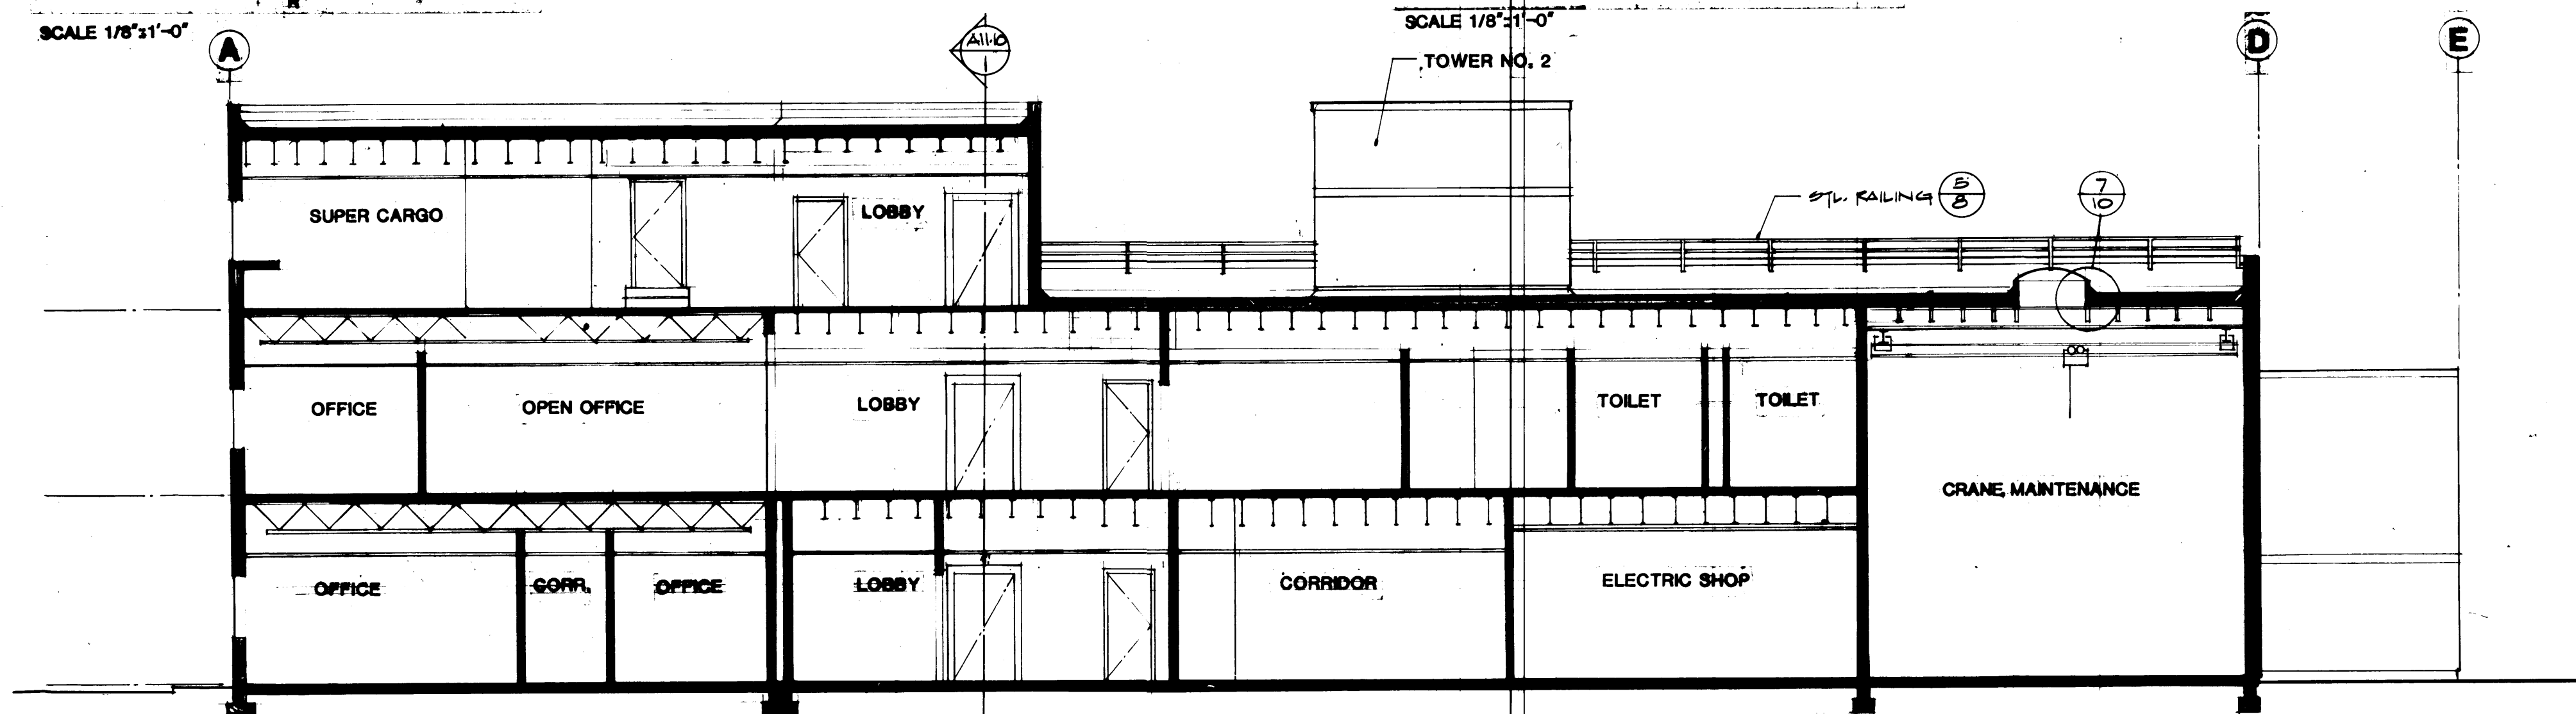 SCALE 1/8"=1'-0"
SCALE 1/8"=1'-0"
A
A11.10
TOWER NO. 2
D
E
STL. RAILING
5
8
7
10
SUPER CARGO
LOBBY
OFFICE
OPEN OFFICE
LOBBY
TOILET
TOILET
CRANE MAINTENANCE
OFFICE
CORR.
OFFICE
LOBBY
CORRIDOR
ELECTRIC SHOP